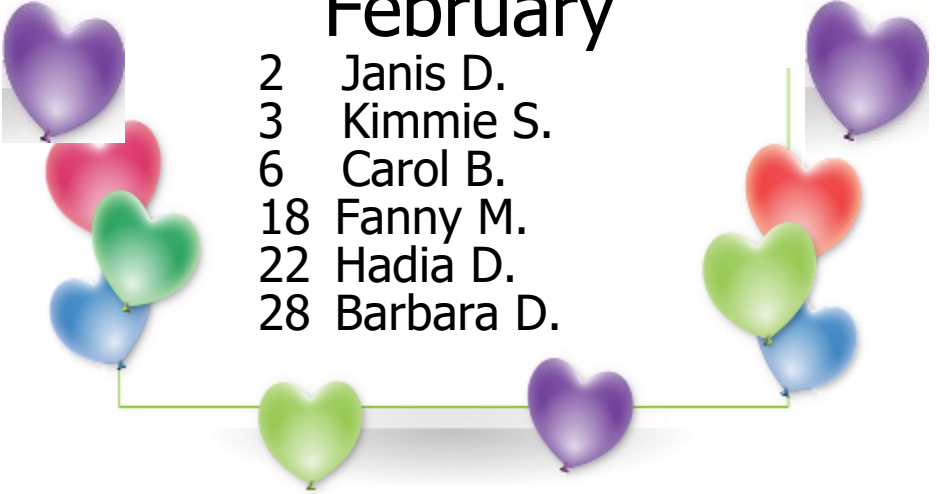 February
2 Janis D.
3 Kimmie S.
6 Carol B.
18 Fanny M.
22 Hadia D.
28 Barbara D.